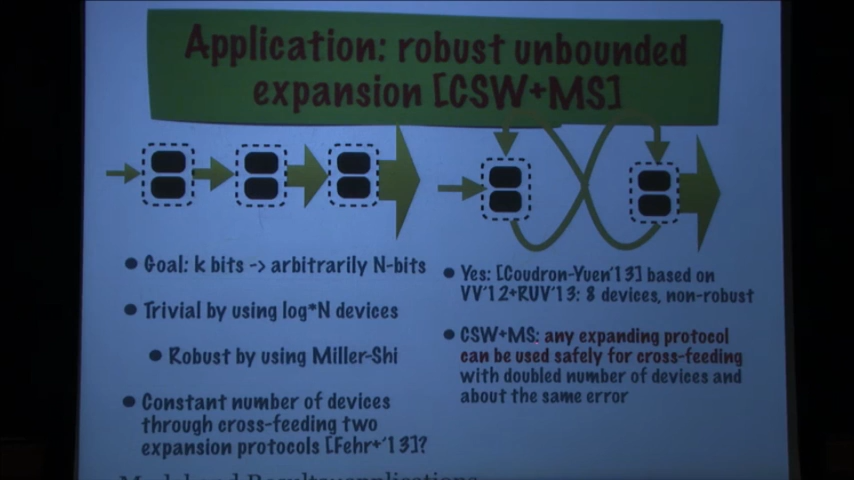 Application: robust unbounded
expansion [CSW+MS]
• Goal: k bits -> arbitrarily N-bits
• Trivial by using log*N devices
• Robust by using Miller-Shi
• Constant number of devices
through cross-feeding two
expansion protocols [Fehr+'13]?
• Yes: [Coudron-Yuen'13] based on
VV'12+RUV'13: 8 devices, non-robust
• CSW+MS: any expanding protocol
can be used safely for cross-feeding
with doubled number of devices and
about the same error